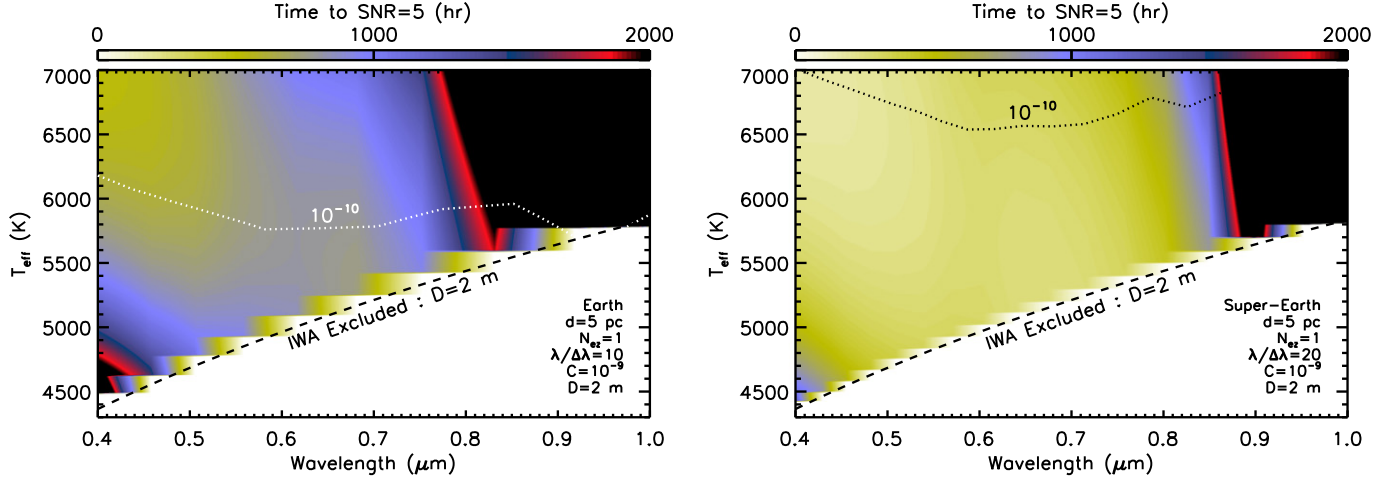 Time to SNR=5 (hr)
0 1000 2000
7000
6500
6000
5500
5000
4500
T_eff (K)
10^-10
IWA Excluded : D=2 m
Earth
d=5 pc
N_ez=1
λ/Δλ=10
C=10^-9
D=2 m
0.4 0.5 0.6 0.7 0.8 0.9 1.0
Wavelength (μm)
Time to SNR=5 (hr)
0 1000 2000
7000
6500
6000
5500
5000
4500
T_eff (K)
10^-10
IWA Excluded : D=2 m
Super-Earth
d=5 pc
N_ez=1
λ/Δλ=20
C=10^-9
D=2 m
0.4 0.5 0.6 0.7 0.8 0.9 1.0
Wavelength (μm)